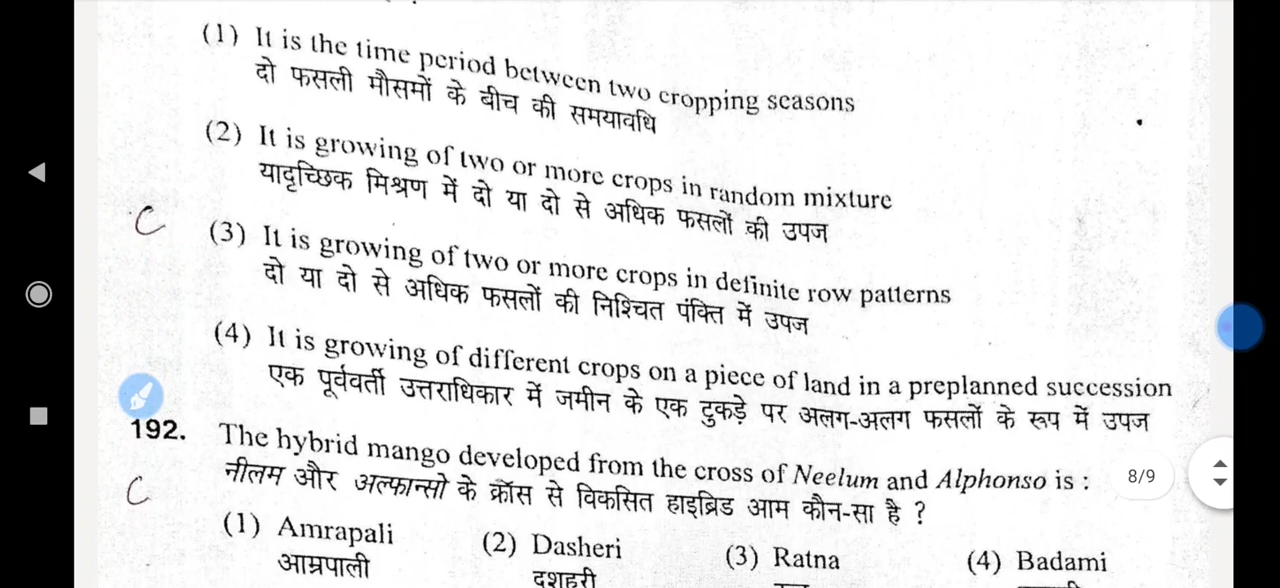 (1) It is the time period between two cropping seasons
दो फसली मौसमों के बीच की समयावधि
(2) It is growing of two or more crops in random mixture
यादृच्छिक मिश्रण में दो या दो से अधिक फसलों की उपज
C
(3) It is growing of two or more crops in definite row patterns
दो या दो से अधिक फसलों की निश्चित पंक्ति में उपज
(4) It is growing of different crops on a piece of land in a preplanned succession
एक पूर्ववर्ती उत्तराधिकार में जमीन के एक टुकड़े पर अलग-अलग फसलों के रूप में उपज
192. The hybrid mango developed from the cross of Neelum and Alphonso is :
8/9
C
नीलम और अल्फान्सो के क्रॉस से विकसित हाइब्रिड आम कौन-सा है ?
(1) Amrapali (2) Dasheri (3) Ratna (4) Badami
आम्रपाली दशहरी